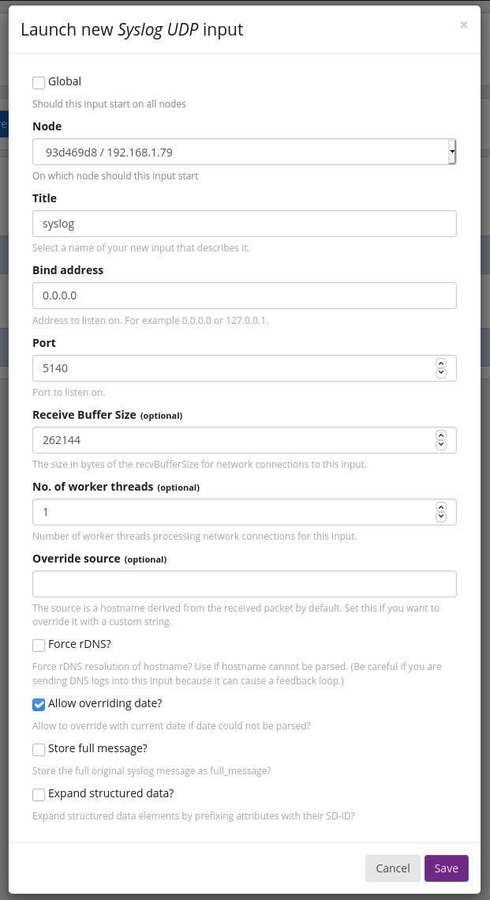 Launch new Syslog UDP input
×
Global
Should this input start on all nodes
Node
93d469d8 / 192.168.1.79
On which node should this input start
Title
syslog
Select a name of your new input that describes it.
Bind address
0.0.0.0
Address to listen on. For example 0.0.0.0 or 127.0.0.1.
Port
5140
Port to listen on.
Receive Buffer Size (optional)
262144
The size in bytes of the recvBufferSize for network connections to this input.
No. of worker threads (optional)
1
Number of worker threads processing network connections for this input.
Override source (optional)
The source is a hostname derived from the received packet by default. Set this if you want to
override it with a custom string.
Force rDNS?
Force rDNS resolution of hostname? Use if hostname cannot be parsed. (Be careful if you are
sending DNS logs into this input because it can cause a feedback loop.)
Allow overriding date?
Allow to override with current date if date could not be parsed?
Store full message?
Store the full original syslog message as full_message?
Expand structured data?
Expand structured data elements by prefixing attributes with their SD-ID?
Cancel
Save